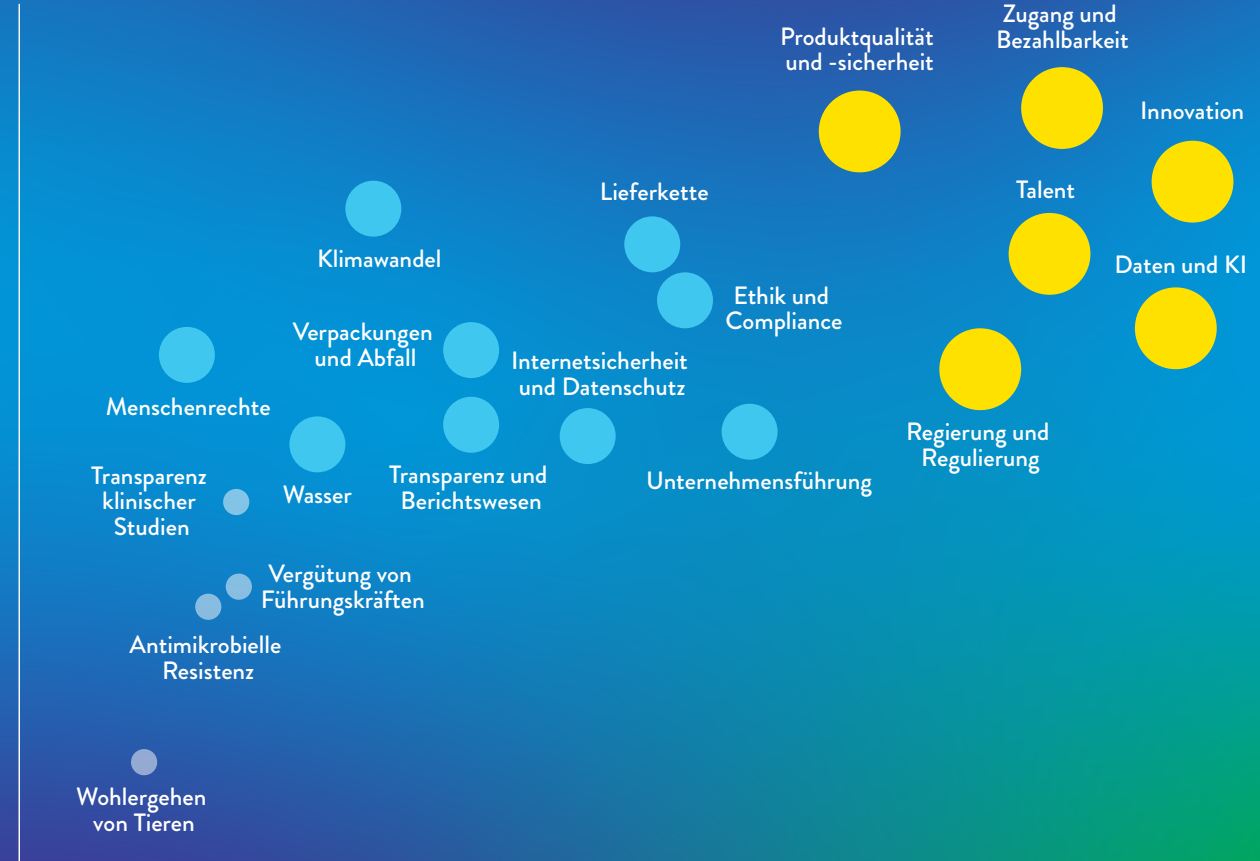 Zugang und
Bezahlbarkeit
Produktqualität
und -sicherheit
Innovation
Talent
Lieferkette
Klimawandel
Daten und KI
Ethik und
Compliance
Verpackungen
und Abfall
Internetsicherheit
und Datenschutz
Menschenrechte
Regierung und
Regulierung
Transparenz
klinischer
Studien
Wasser
Transparenz und
Berichtswesen
Unternehmensführung
Vergütung von
Führungskräften
Antimikrobielle
Resistenz
Wohlergehen
von Tieren